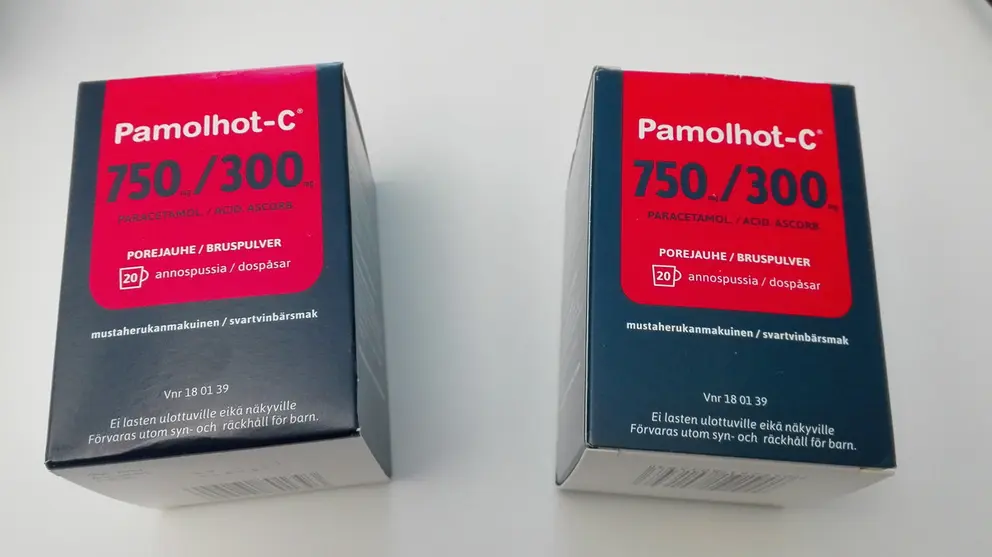 Pamolhot-C®
750 mg / 300 mg
PARACETAMOL. / ACID. ASCORB.
POREJAUHE / BRUSPULVER
20 annospussia / dospåsar
mustaherukanmakuinen / svartvinbärsmak
Vnr 18 01 39
Ei lasten ulottuville eikä näkyville
Förvaras utom syn- och räckhåll för barn.
Pamolhot-C®
750 mg / 300 mg
PARACETAMOL. / ACID. ASCORB.
POREJAUHE / BRUSPULVER
20 annospussia / dospåsar
mustaherukanmakuinen / svartvinbärsmak
Vnr 18 01 39
Ei lasten ulottuville eikä näkyville
Förvaras utom syn- och räckhåll för barn.